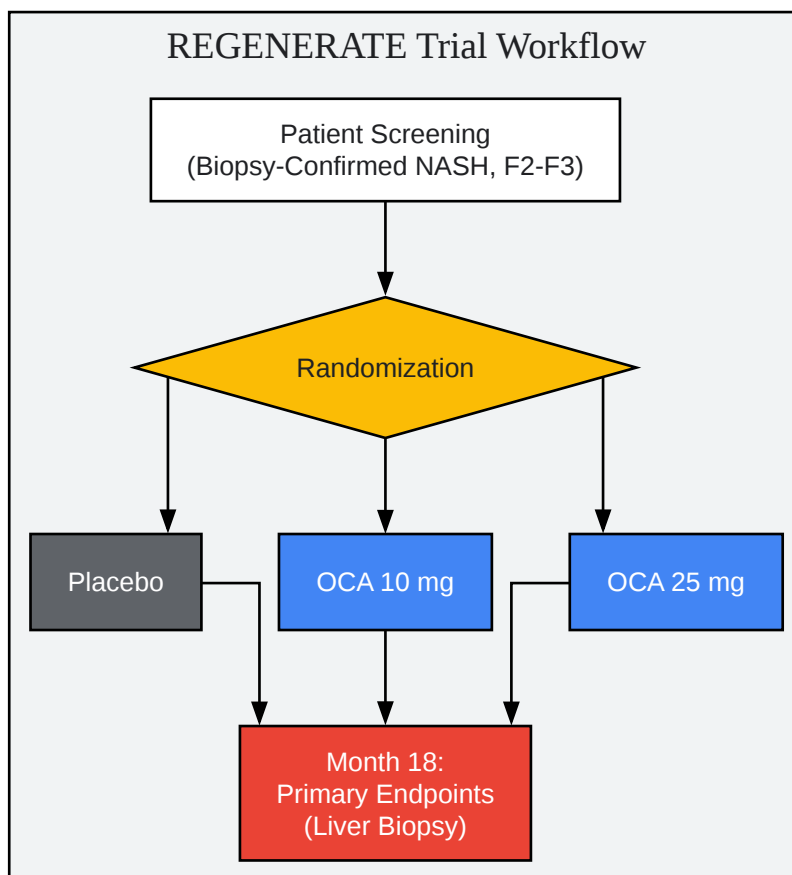 REGENERATE Trial Workflow
Patient Screening
(Biopsy-Confirmed NASH, F2-F3)
Randomization
Placebo
OCA 10 mg
OCA 25 mg
Month 18:
Primary Endpoints
(Liver Biopsy)